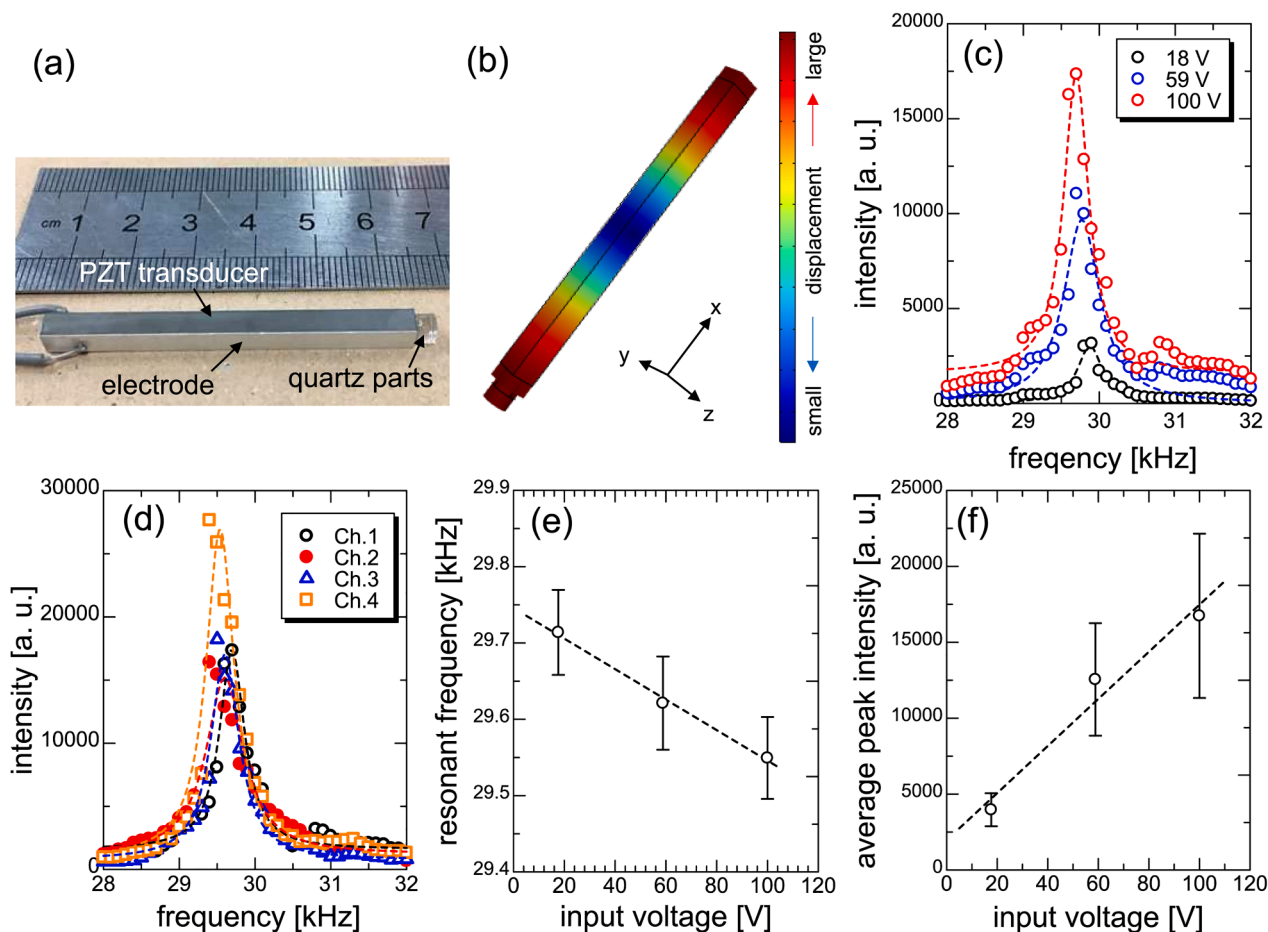 (a)
cm 1 2 3 4 5 6 7
PZT transducer
electrode
quartz parts
(b)
large
displacement
small
x
y
z
(c)
18 V
59 V
100 V
20000
15000
10000
5000
0
intensity [a. u.]
28 29 30 31 32
freqency [kHz]
(d)
Ch.1
Ch.2
Ch.3
Ch.4
30000
20000
10000
0
intensity [a. u.]
28 29 30 31 32
frequency [kHz]
(e)
29.9
29.8
29.7
29.6
29.5
29.4
resonant frequency [kHz]
0 20 40 60 80 100 120
input voltage [V]
(f)
25000
20000
15000
10000
5000
0
average peak intensity [a. u.]
0 20 40 60 80 100 120
input voltage [V]